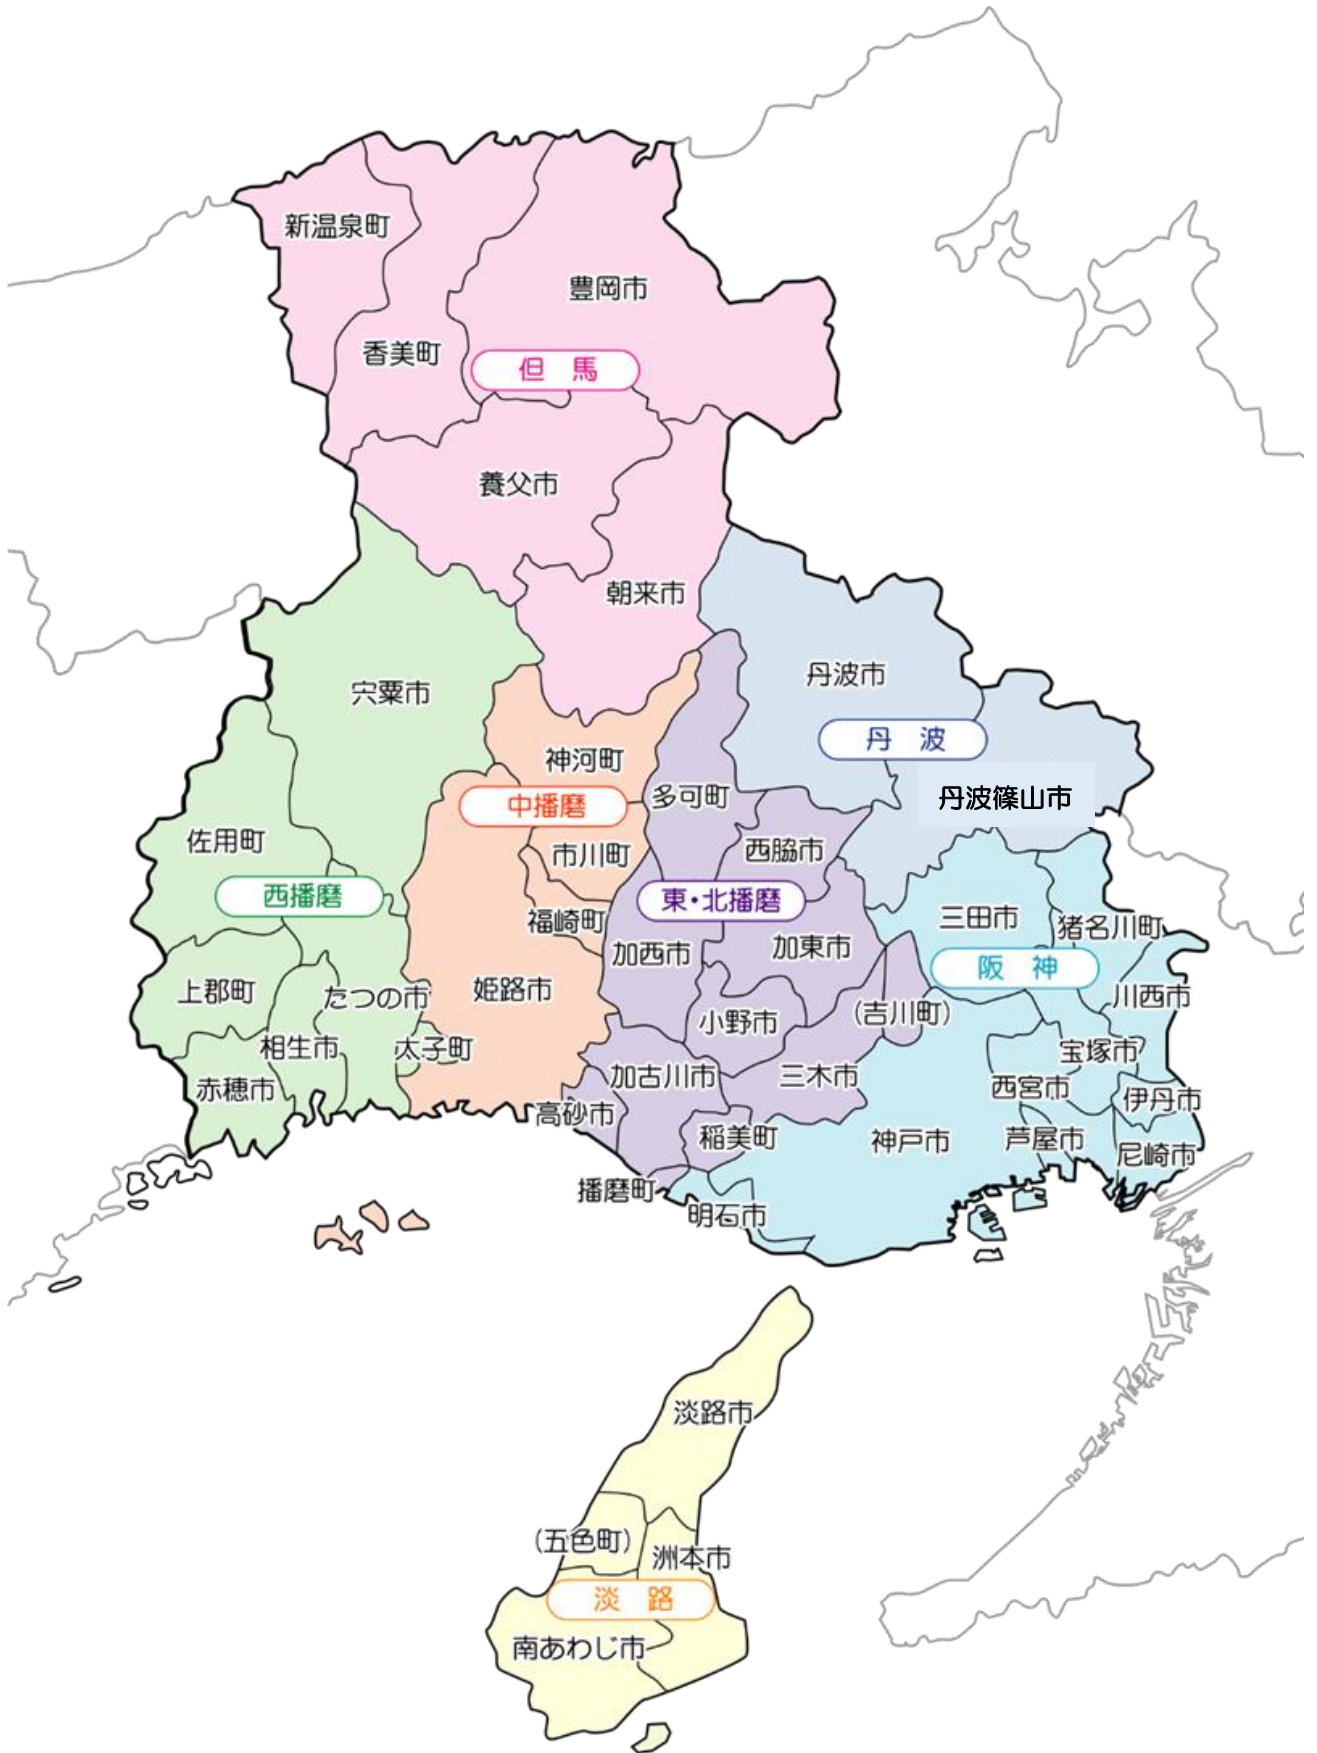 新温泉町
豊岡市
香美町
但 馬
養父市
朝来市
丹波市
宍粟市
丹 波
神河町
多可町
丹波篠山市
中播磨
佐用町
市川町
西脇市
西播磨
東・北播磨
福崎町
三田市
猪名川町
加西市
加東市
阪 神
上郡町
たつの市
姫路市
川西市
小野市
(吉川町)
相生市
太子町
宝塚市
赤穂市
加古川市
三木市
西宮市
伊丹市
高砂市
稲美町
神戸市
芦屋市
尼崎市
播磨町
明石市
淡路市
(五色町)
洲本市
淡 路
南あわじ市